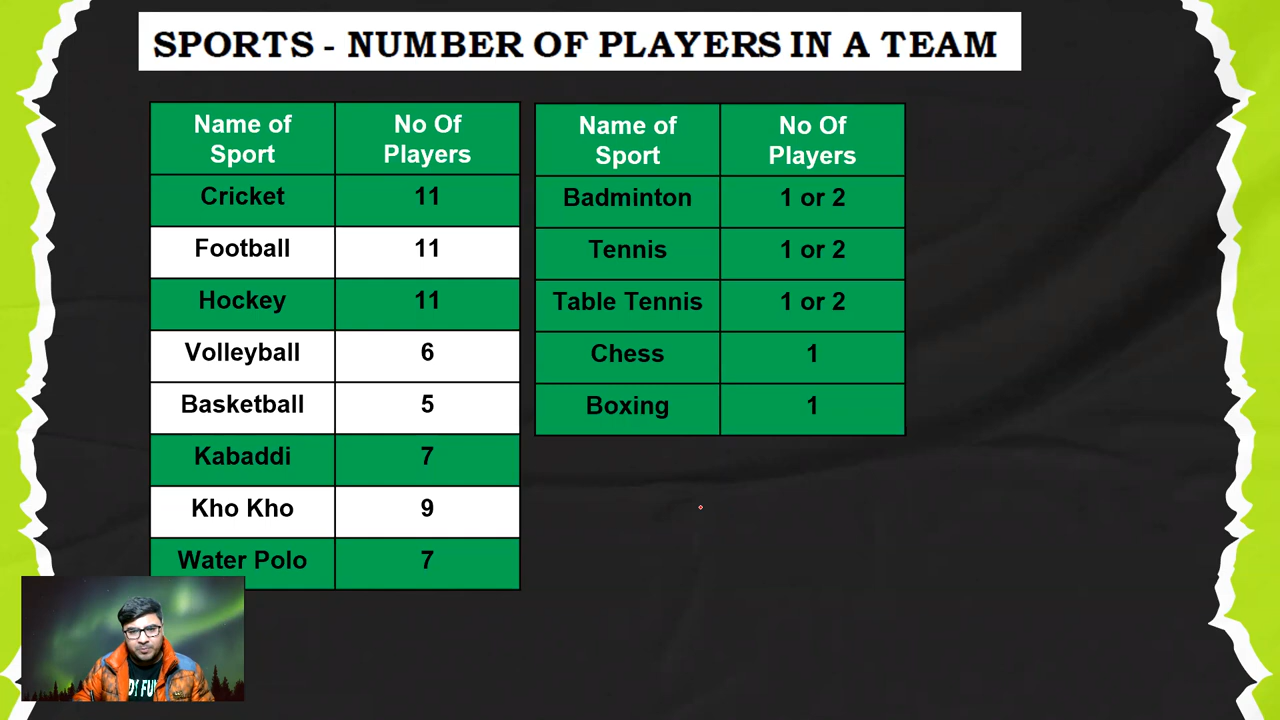 SPORTS - NUMBER OF PLAYERS IN A TEAM
Name of Sport No Of Players
Cricket 11
Football 11
Hockey 11
Volleyball 6
Basketball 5
Kabaddi 7
Kho Kho 9
Water Polo 7
Name of Sport No Of Players
Badminton 1 or 2
Tennis 1 or 2
Table Tennis 1 or 2
Chess 1
Boxing 1